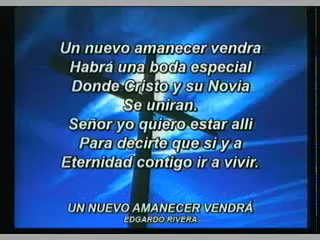 Un nuevo amanecer vendra
Habrá una boda especial
Donde Cristo y su Novia
Se uniran.
Señor yo quiero estar alli
Para decirte que si y a
Eternidad contigo ir a vivir.
UN NUEVO AMANECER VENDRÁ
EDGARDO RIVERA